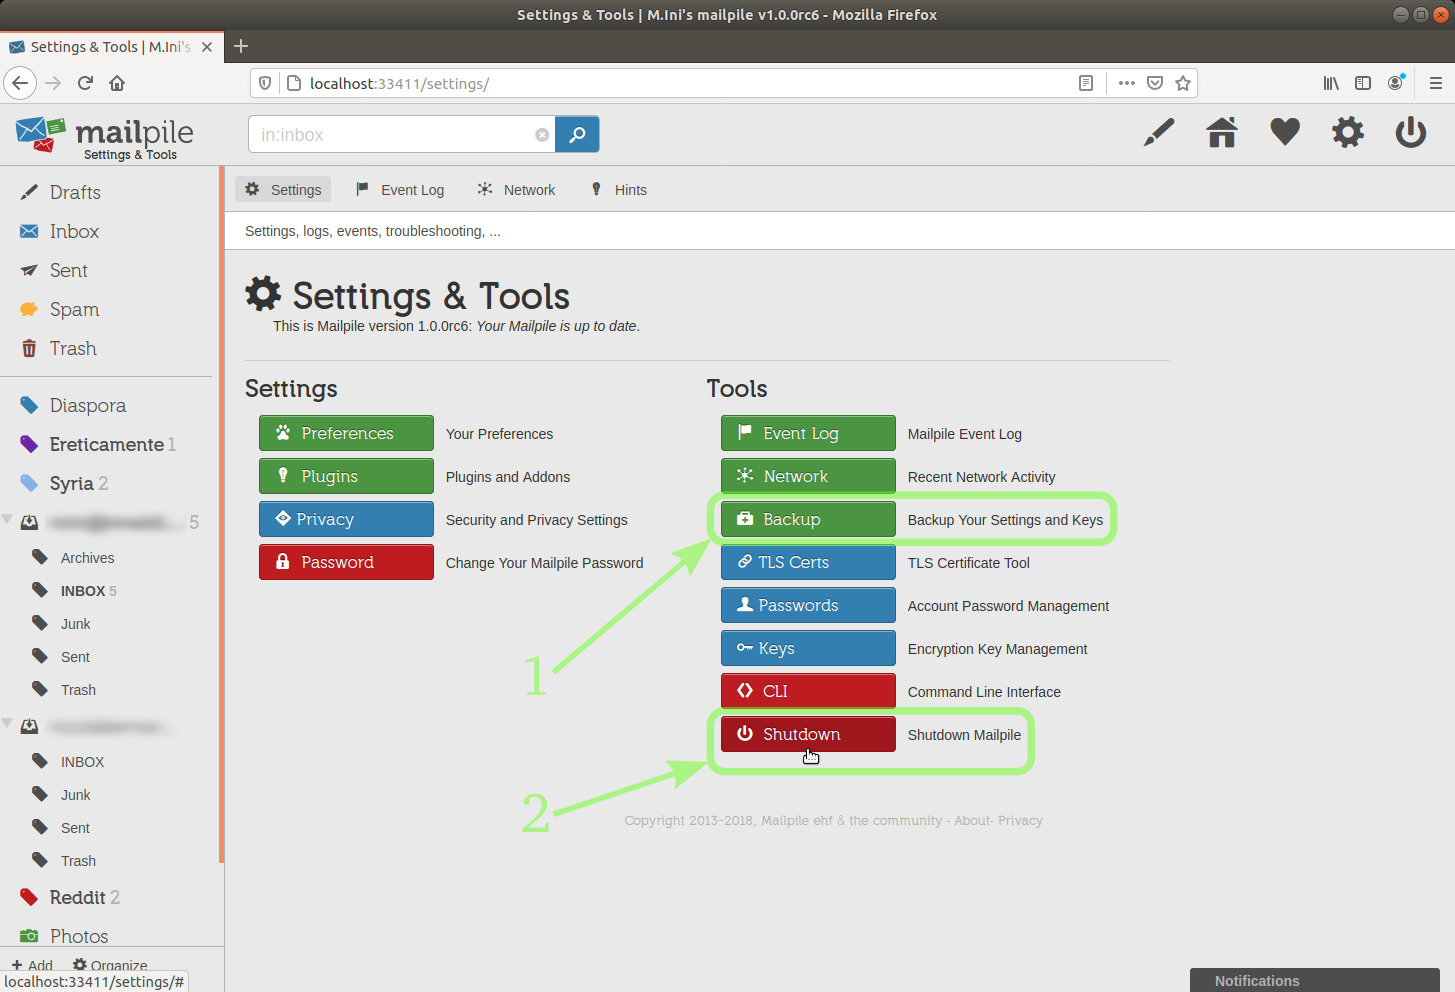 Settings & Tools | M.Ini's mailpile v1.0.0rc6 - Mozilla Firefox
Settings & Tools | M.Ini's
localhost:33411/settings/
mailpile
Settings & Tools
in:inbox
Settings
Event Log
Network
Hints
Settings, logs, events, troubleshooting, ...
Settings & Tools
This is Mailpile version 1.0.0rc6: Your Mailpile is up to date.
Drafts
Inbox
Sent
Spam
Trash
Diaspora
Ereticamente 1
Syria 2
5
Archives
INBOX 5
Junk
Sent
Trash
INBOX
Junk
Sent
Trash
Reddit 2
Photos
Add
Organize
localhost:33411/settings/#
Settings
Preferences Your Preferences
Plugins Plugins and Addons
Privacy Security and Privacy Settings
Password Change Your Mailpile Password
Tools
Event Log Mailpile Event Log
Network Recent Network Activity
Backup Backup Your Settings and Keys
TLS Certs TLS Certificate Tool
Passwords Account Password Management
Keys Encryption Key Management
CLI Command Line Interface
Shutdown Shutdown Mailpile
1
2
Copyright 2013-2018, Mailpile ehf & the community - About- Privacy
Notifications